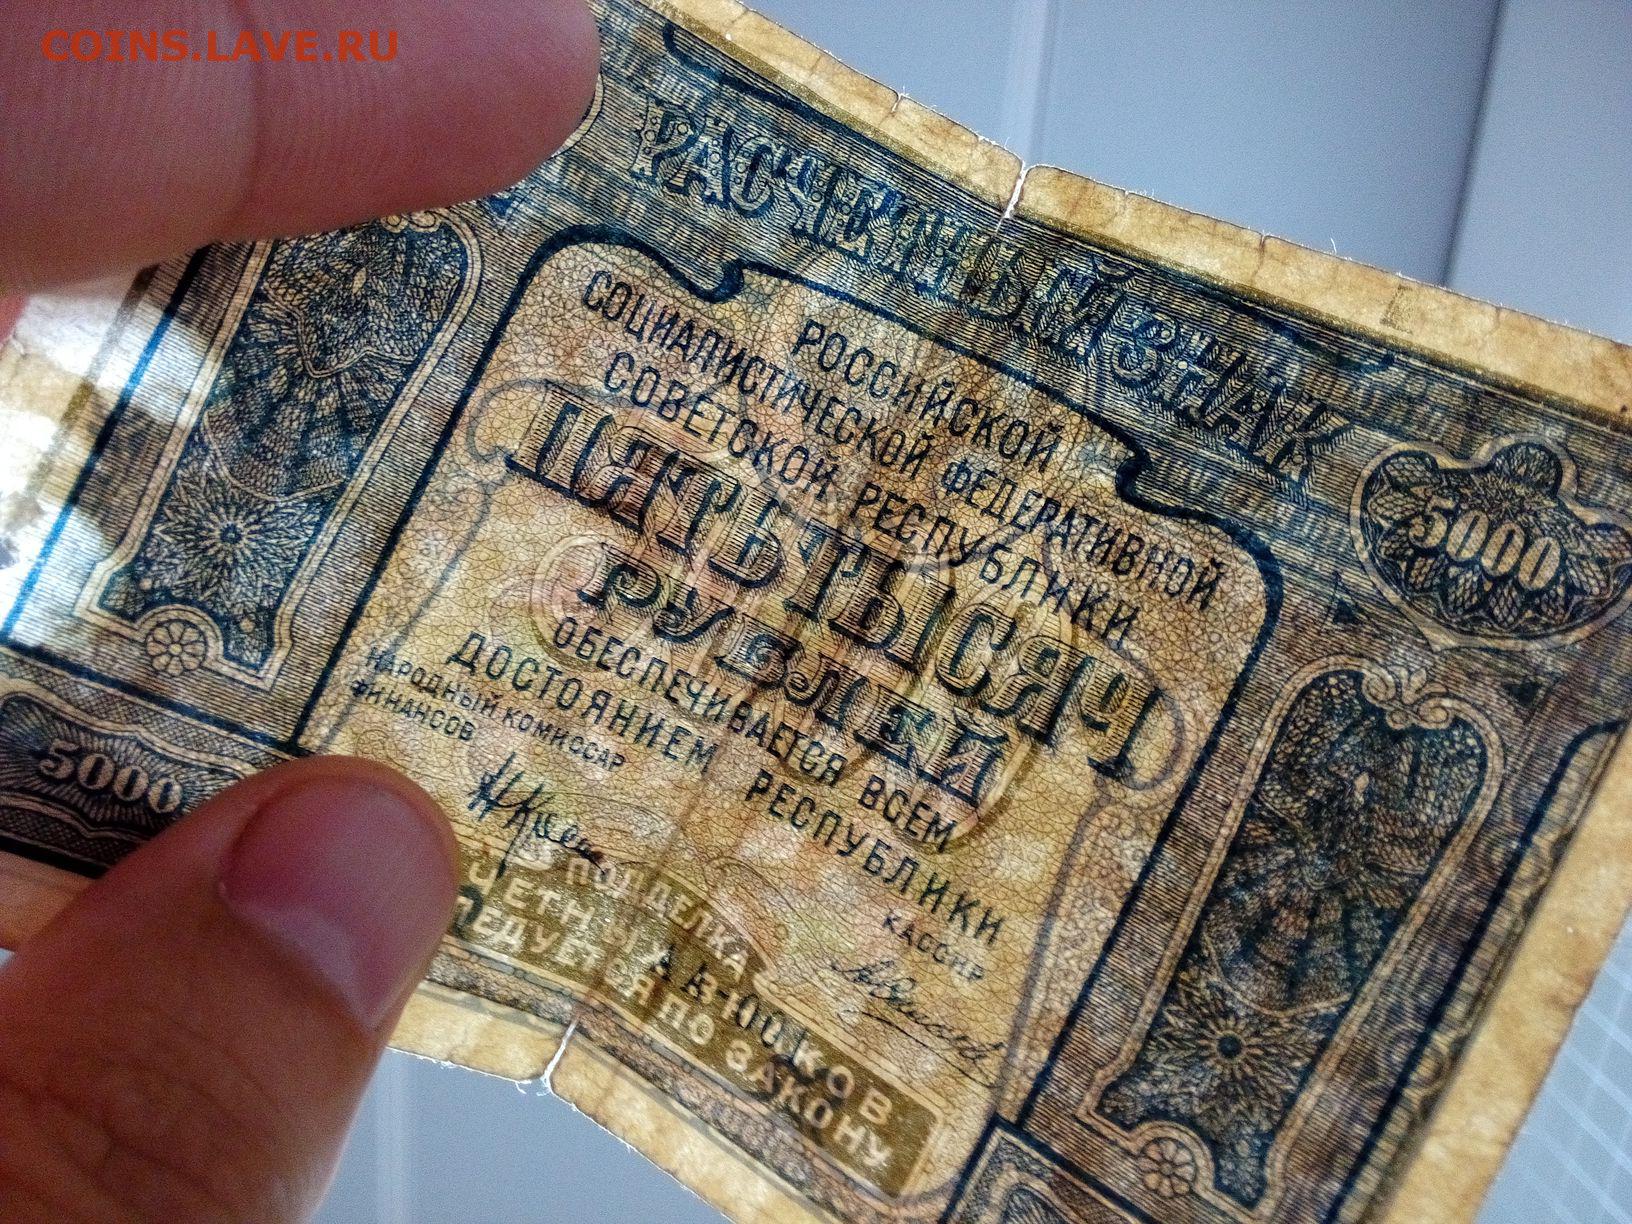 COINS.LAVE.RU
РАСЧЕТНЫЙ ЗНАК
5000
РОССИЙСКОЙ
СОЦИАЛИСТИЧЕСКОЙ ФЕДЕРАТИВНОЙ
СОВЕТСКОЙ РЕСПУБЛИКИ
ПЯТЬ ТЫСЯЧ
РУБЛЕЙ
ОБЕСПЕЧИВАЕТСЯ ВСЕМ
ДОСТОЯНИЕМ РЕСПУБЛИКИ
НАРОДНЫЙ КОМИССАР
ФИНАНСОВ
КАССИР
5000
ПОДДЕЛКА
ЗНАКОВ
ПО ЗАКОНУ